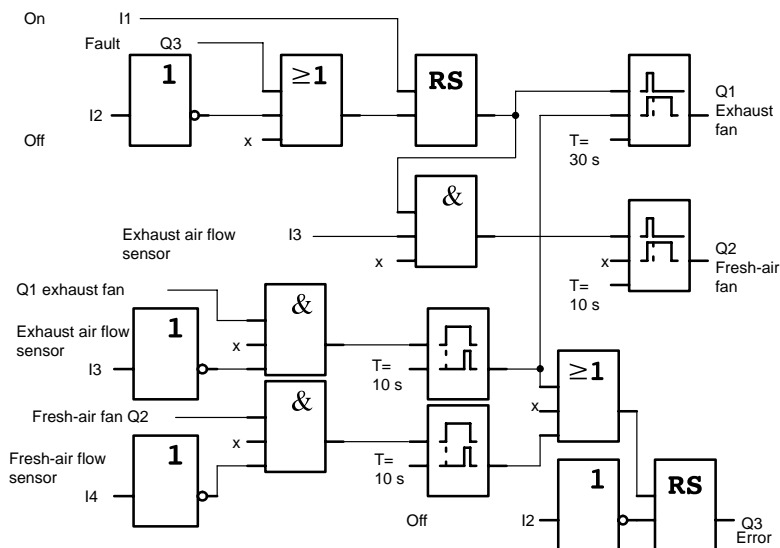 On
I1
Fault
Q3
1
≥1
RS
Q1
Exhaust
fan
I2
Off
x
T=
30 s
&
Exhaust air flow
sensor
I3
x
Q2
Fresh-air
fan
x
T=
10 s
Q1 exhaust fan
&
Exhaust air flow
sensor
1
x
I3
T=
10 s
≥1
&
Fresh-air fan Q2
x
x
1
Fresh-air flow
sensor
T=
10 s
I4
1
RS
Off
I2
Q3
Error